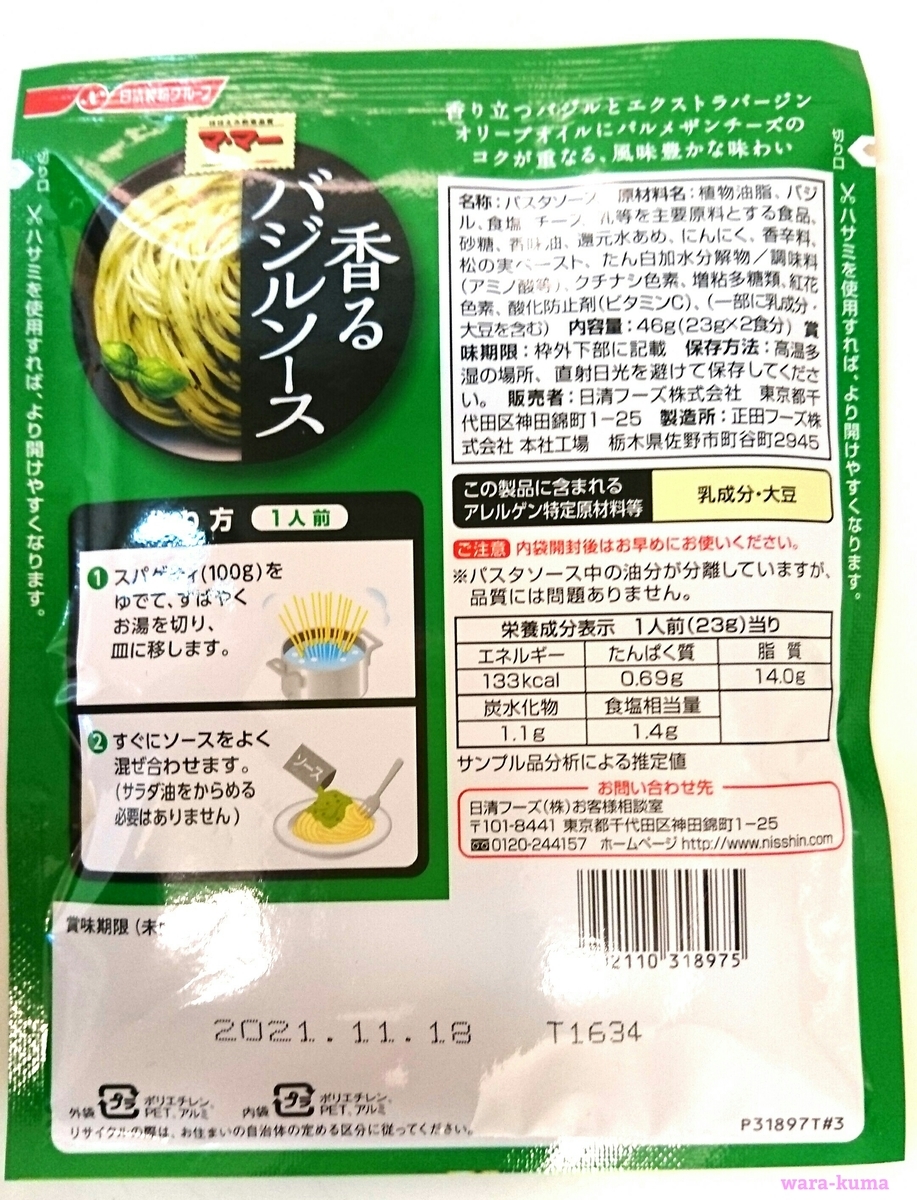 日清製粉グループ
マ・マー
香る
バジルソース
香り立つバジルとエクストラバージン
オリーブオイルにパルメザンチーズの
コクが重なる、風味豊かな味わい
切り口
ハサミを使用すれば、より開けやすくなります。
切り口
ハサミを使用すれば、より開けやすくなります。
名称:パスタソース 原材料名:植物油脂、バジ
ル、食塩、チーズ、乳等を主要原料とする食品、
砂糖、香味油、還元水あめ、にんにく、香辛料、
松の実ペースト、たん白加水分解物/調味料
(アミノ酸等)、クチナシ色素、増粘多糖類、紅花
色素、酸化防止剤(ビタミンC)、(一部に乳成分・
大豆を含む) 内容量:46g(23g×2食分) 賞
味期限:枠外下部に記載 保存方法:高温多
湿の場所、直射日光を避けて保存してくださ
い。 販売者:日清フーズ株式会社 東京都千
代田区神田錦町1-25 製造所:正田フーズ株
式会社 本社工場 栃木県佐野市町谷町2945
この製品に含まれる
アレルゲン特定原材料等
乳成分・大豆
ご注意 内袋開封後はお早めにお使いください。
※パスタソース中の油分が分離していますが、
品質には問題ありません。
栄養成分表示 1人前(23g)当り
エネルギー たんぱく質 脂質
133kcal 0.69g 14.0g
炭水化物 食塩相当量
1.1g 1.4g
サンプル品分析による推定値
お問い合わせ先
日清フーズ(株)お客様相談室
〒101-8441 東京都千代田区神田錦町1-25
0120-244157 ホームページ http://www.nisshin.com
り方 1人前
1 スパゲティ(100g)を
ゆでて、すばやく
お湯を切り、
皿に移します。
2 すぐにソースをよく
混ぜ合わせます。
(サラダ油をからめる
必要はありません)
ソース
賞味期限(未
2110 318975
2021.11.18 T1634
外袋 プラ ポリエチレン、
PET、アルミ
内袋 プラ ポリエチレン、
PET、アルミ
リサイクルの際は、お住まいの自治体の定める区分に従ってください。
P31897T#3
wara-kuma